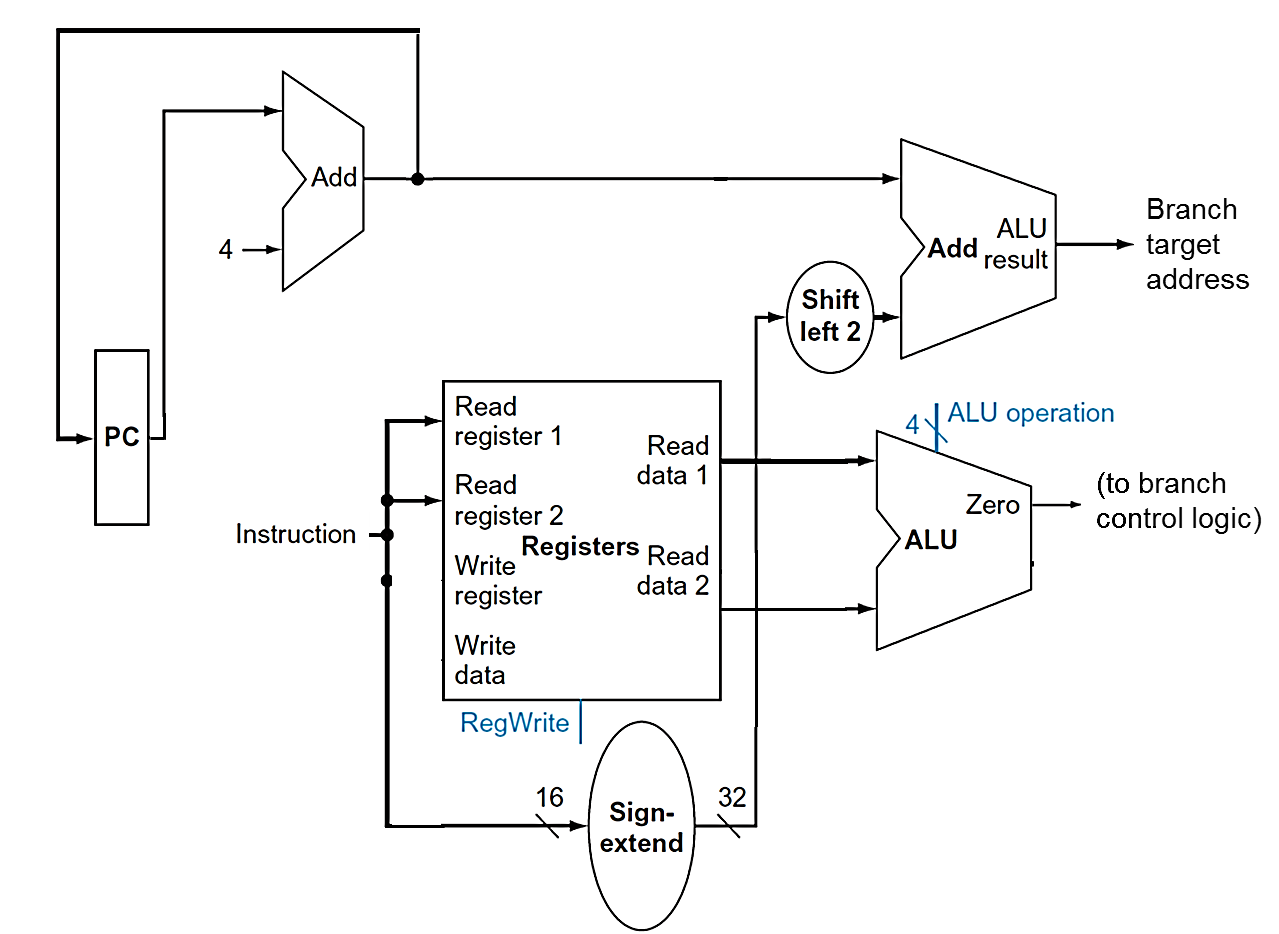 Add
4
PC
Branch
target
address
ALU
Add result
Shift
left 2
Read
register 1
Read
data 1
Read
register 2
Registers
Read
data 2
Write
register
Write
data
Instruction
RegWrite
4
ALU operation
Zero
ALU
(to branch
control logic)
16
Sign-
extend
32